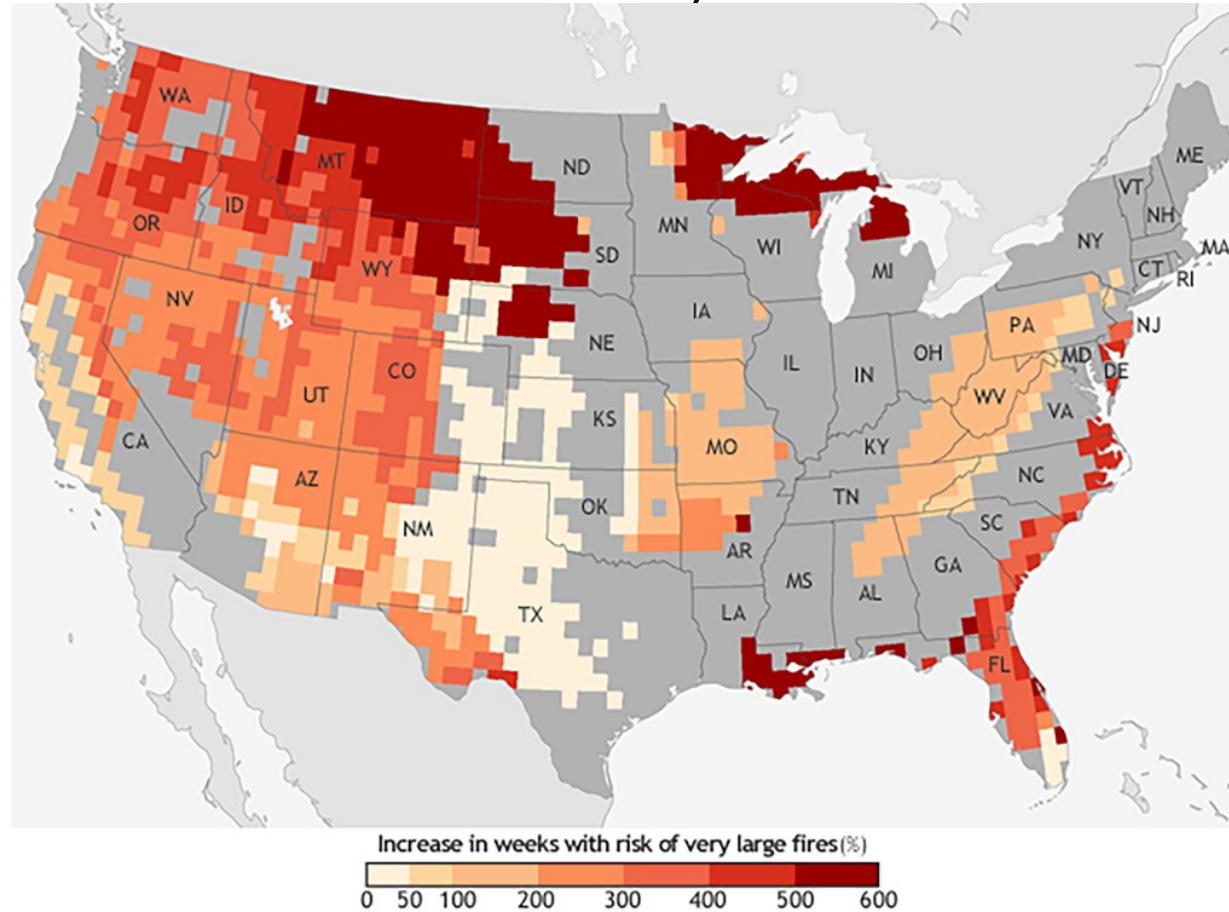 WA
MT
ND
ME
OR
ID
MN
VT
NH
WY
SD
WI
MI
NY
MA
CT
RI
NV
IA
PA
NJ
NE
OH
MD
DE
UT
CO
IL
IN
WV
VA
CA
KS
MO
KY
AZ
NM
OK
TN
NC
AR
SC
TX
MS
AL
GA
LA
FL
Increase in weeks with risk of very large fires (%)
0 50 100 200 300 400 500 600